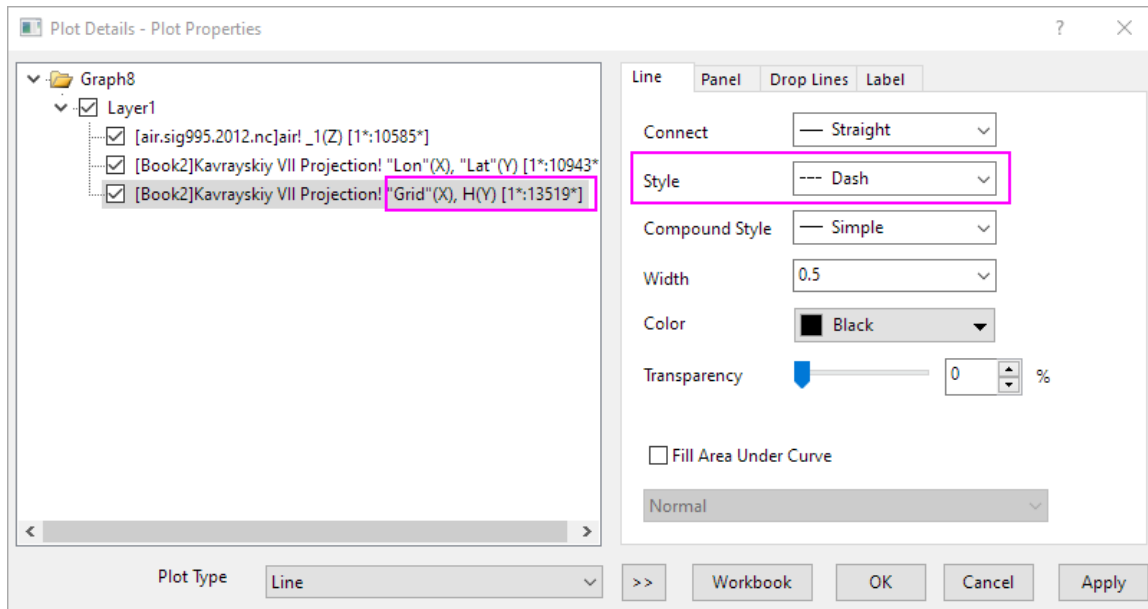 Plot Details - Plot Properties
?
Graph8
Layer1
[air.sig995.2012.nc]air! _1(Z) [1*:10585*]
[Book2]Kavrayskiy VII Projection! "Lon"(X), "Lat"(Y) [1*:10943*
[Book2]Kavrayskiy VII Projection! "Grid"(X), H(Y) [1*:13519*]
Line Panel Drop Lines Label
Connect Straight
Style Dash
Compound Style Simple
Width 0.5
Color Black
Transparency 0 %
Fill Area Under Curve
Normal
Plot Type Line >> Workbook OK Cancel Apply